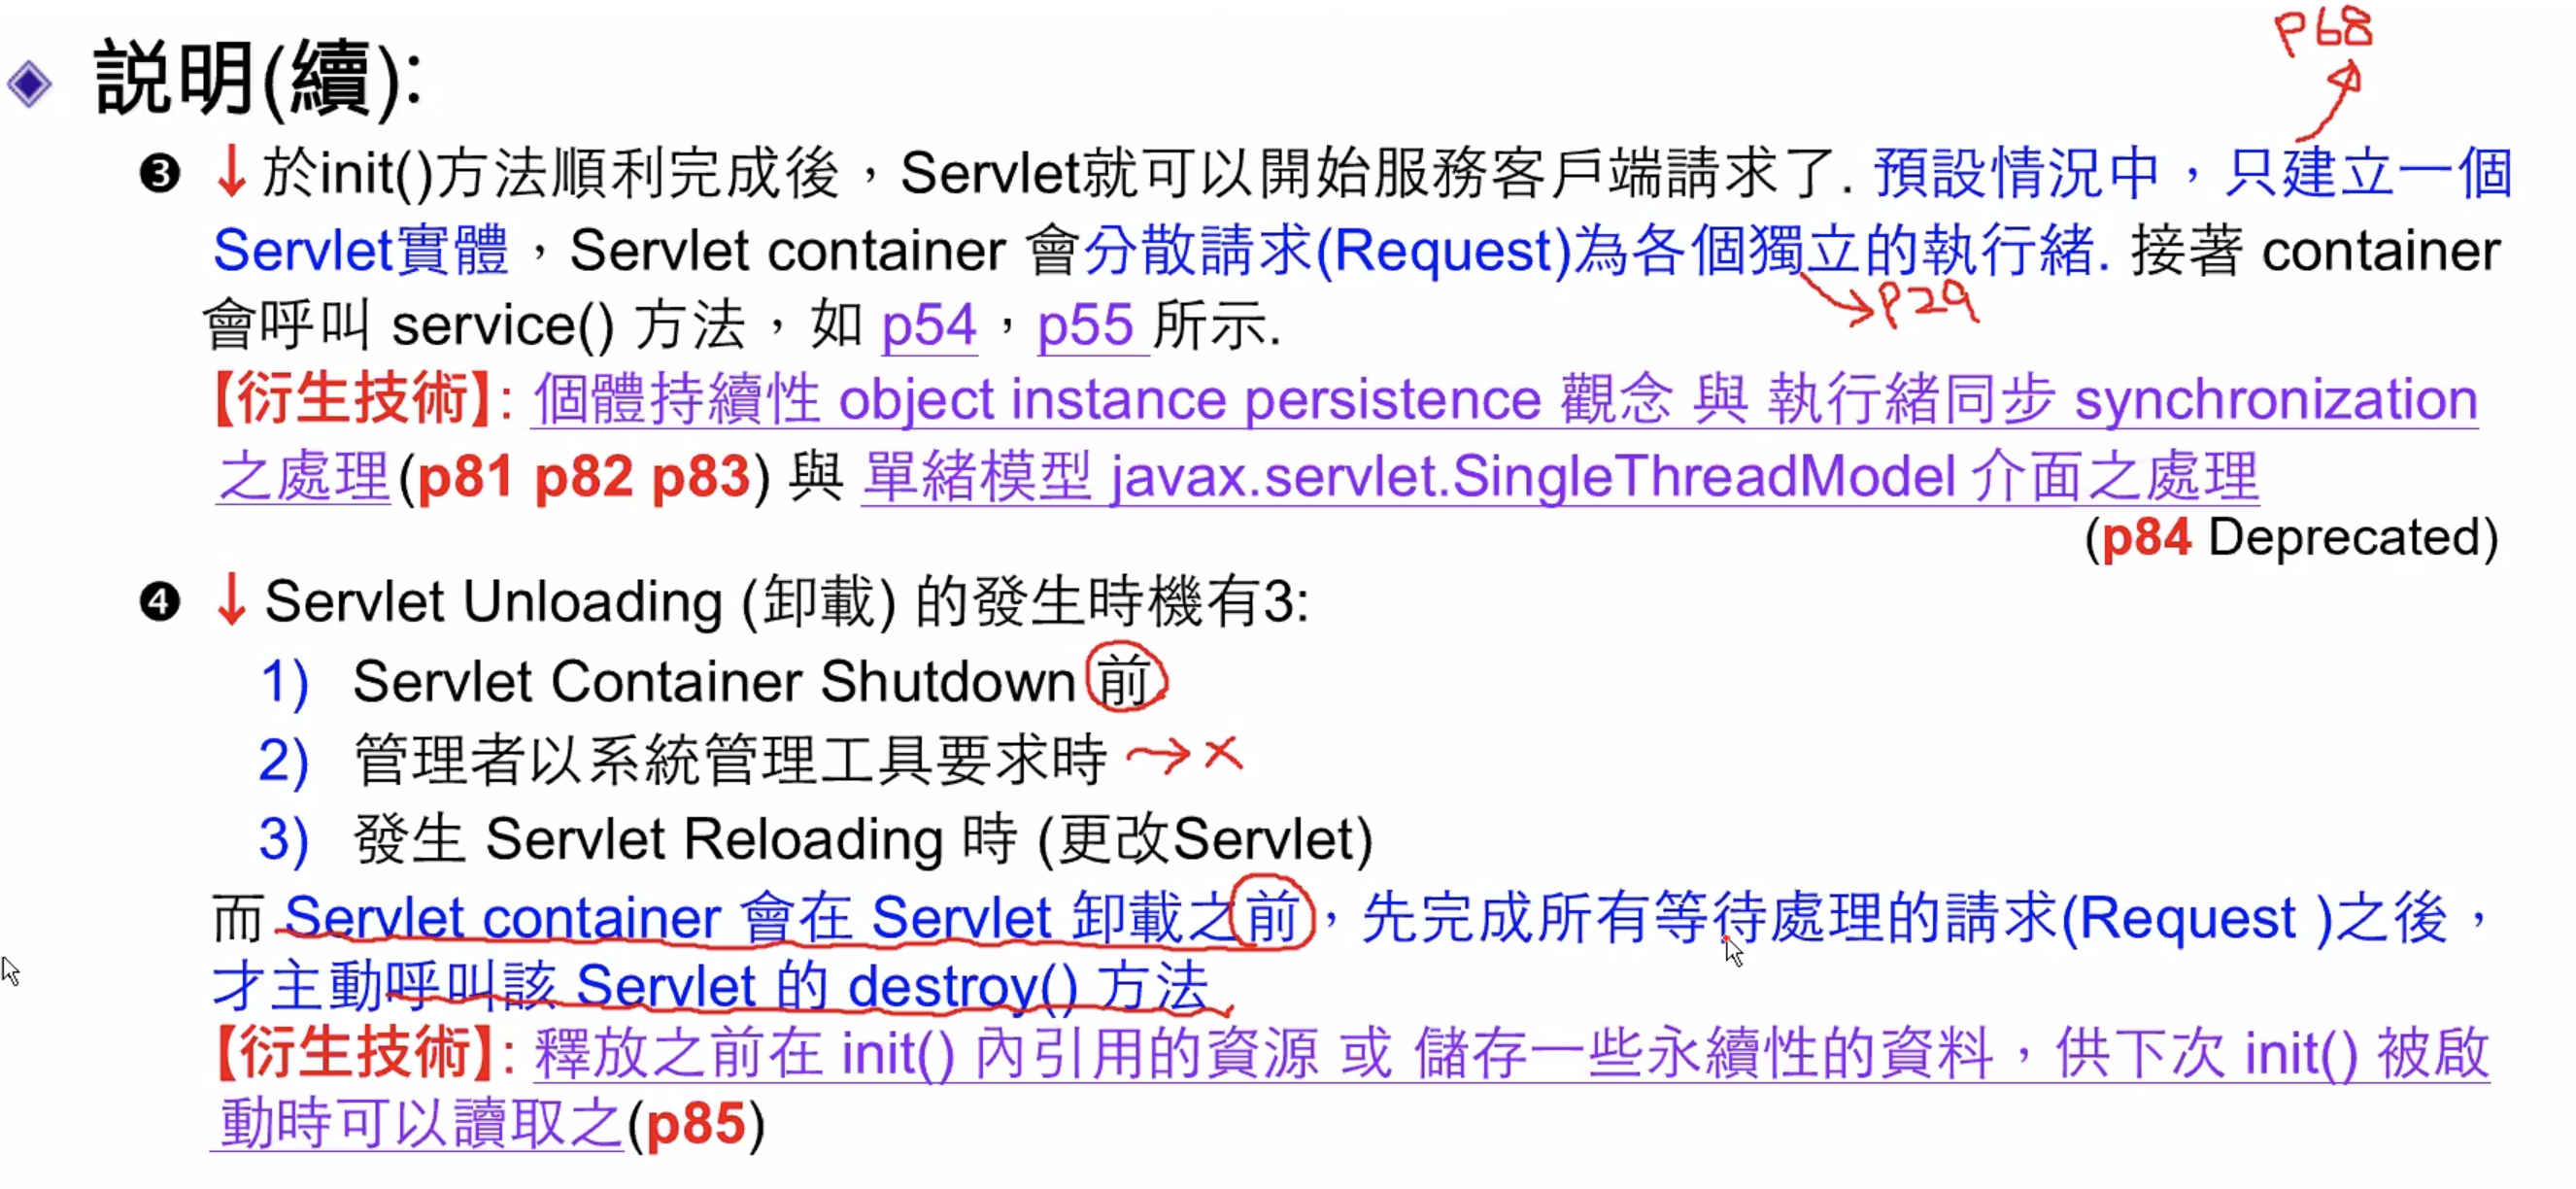 p68
說明(續):
❸ ↓於init()方法順利完成後，Servlet就可以開始服務客戶端請求了. 預設情況中，只建立一個
Servlet實體，Servlet container 會分散請求(Request)為各個獨立的執行緒. 接著 container
→p29
會呼叫 service() 方法，如 p54，p55 所示.
【衍生技術】: 個體持續性 object instance persistence 觀念 與 執行緒同步 synchronization
之處理(p81 p82 p83) 與 單緒模型 javax.servlet.SingleThreadModel 介面之處理
(p84 Deprecated)
❹ ↓ Servlet Unloading (卸載) 的發生時機有3:
1) Servlet Container Shutdown 前
2) 管理者以系統管理工具要求時 → ×
3) 發生 Servlet Reloading 時 (更改Servlet)
而 Servlet container 會在 Servlet 卸載之前，先完成所有等待處理的請求(Request )之後，
才主動呼叫該 Servlet 的 destroy() 方法
【衍生技術】: 釋放之前在 init() 內引用的資源 或 儲存一些永續性的資料，供下次 init() 被啟
動時可以讀取之(p85)